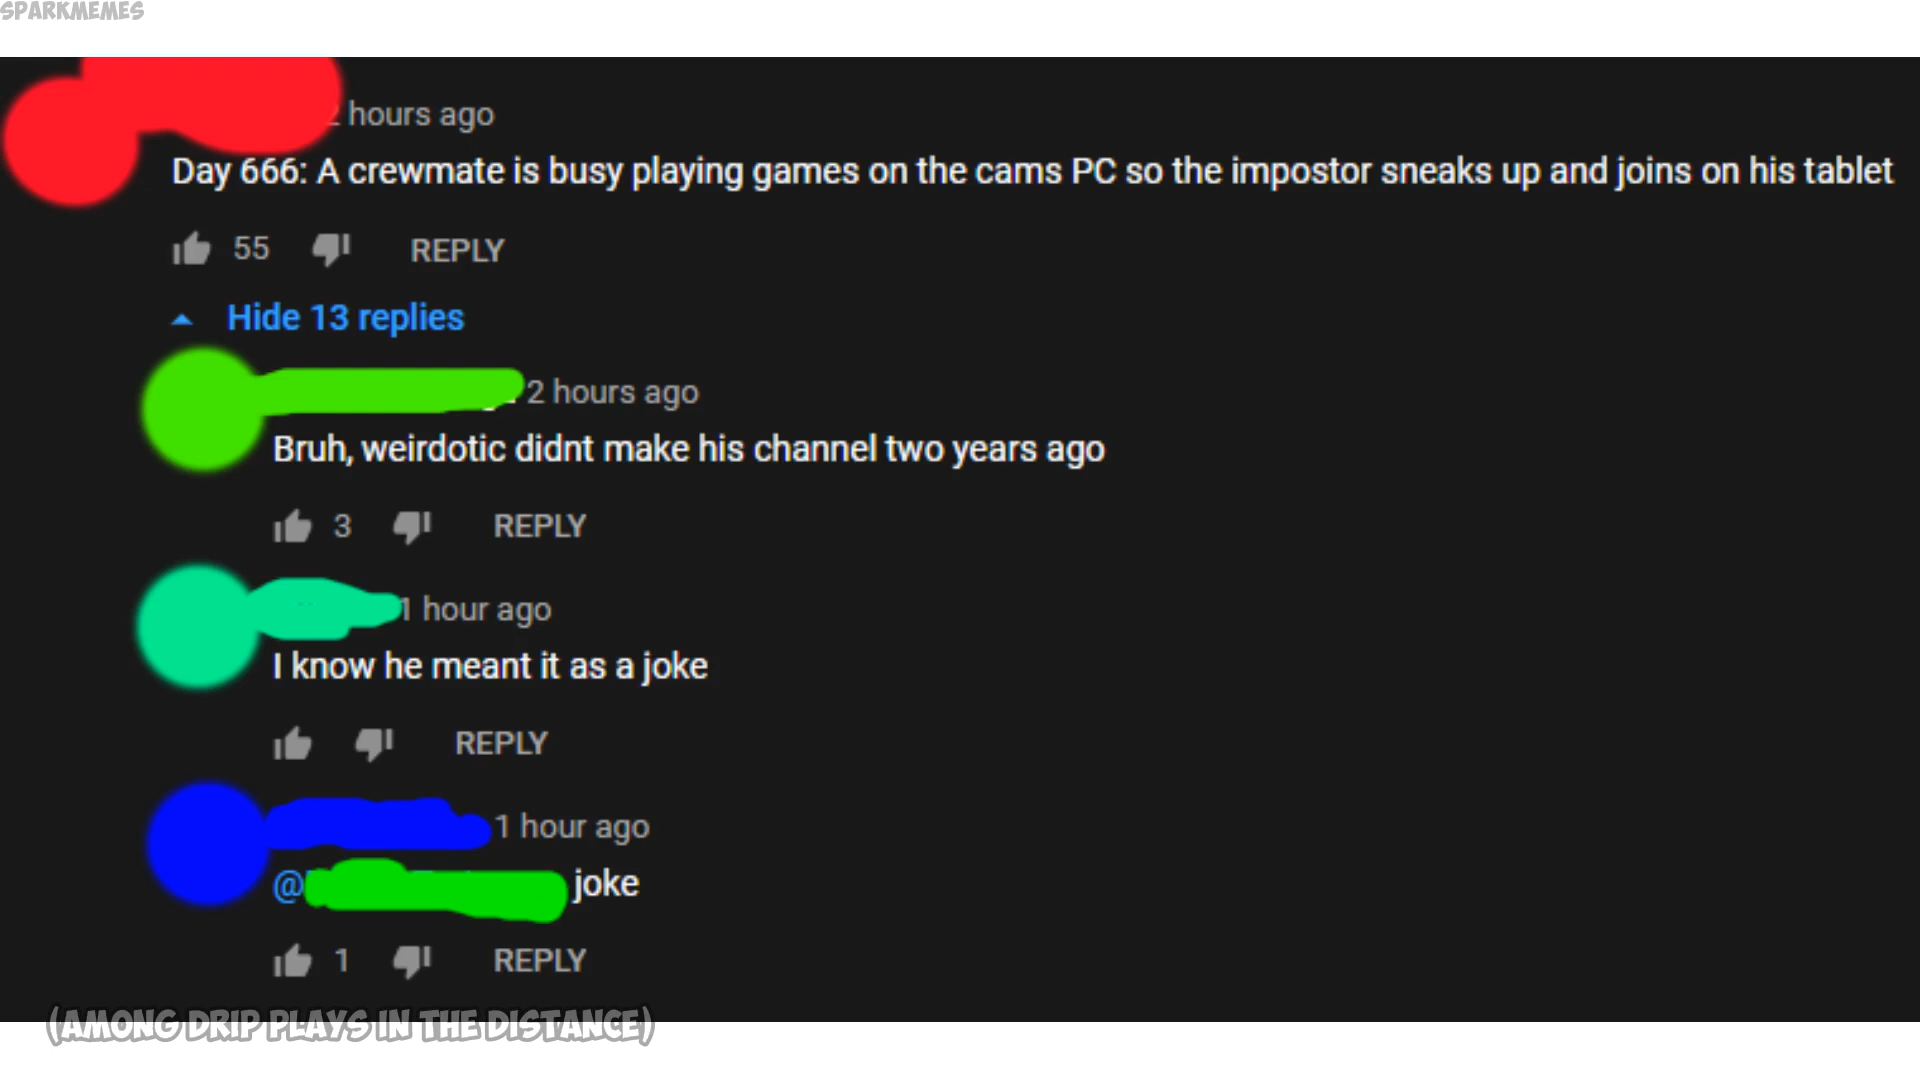 SPARKMEMES
2 hours ago
Day 666: A crewmate is busy playing games on the cams PC so the impostor sneaks up and joins on his tablet
55 REPLY
Hide 13 replies
2 hours ago
Bruh, weirdotic didnt make his channel two years ago
3 REPLY
1 hour ago
I know he meant it as a joke
REPLY
1 hour ago
@ joke
1 REPLY
(AMONG DRIP PLAYS IN THE DISTANCE)